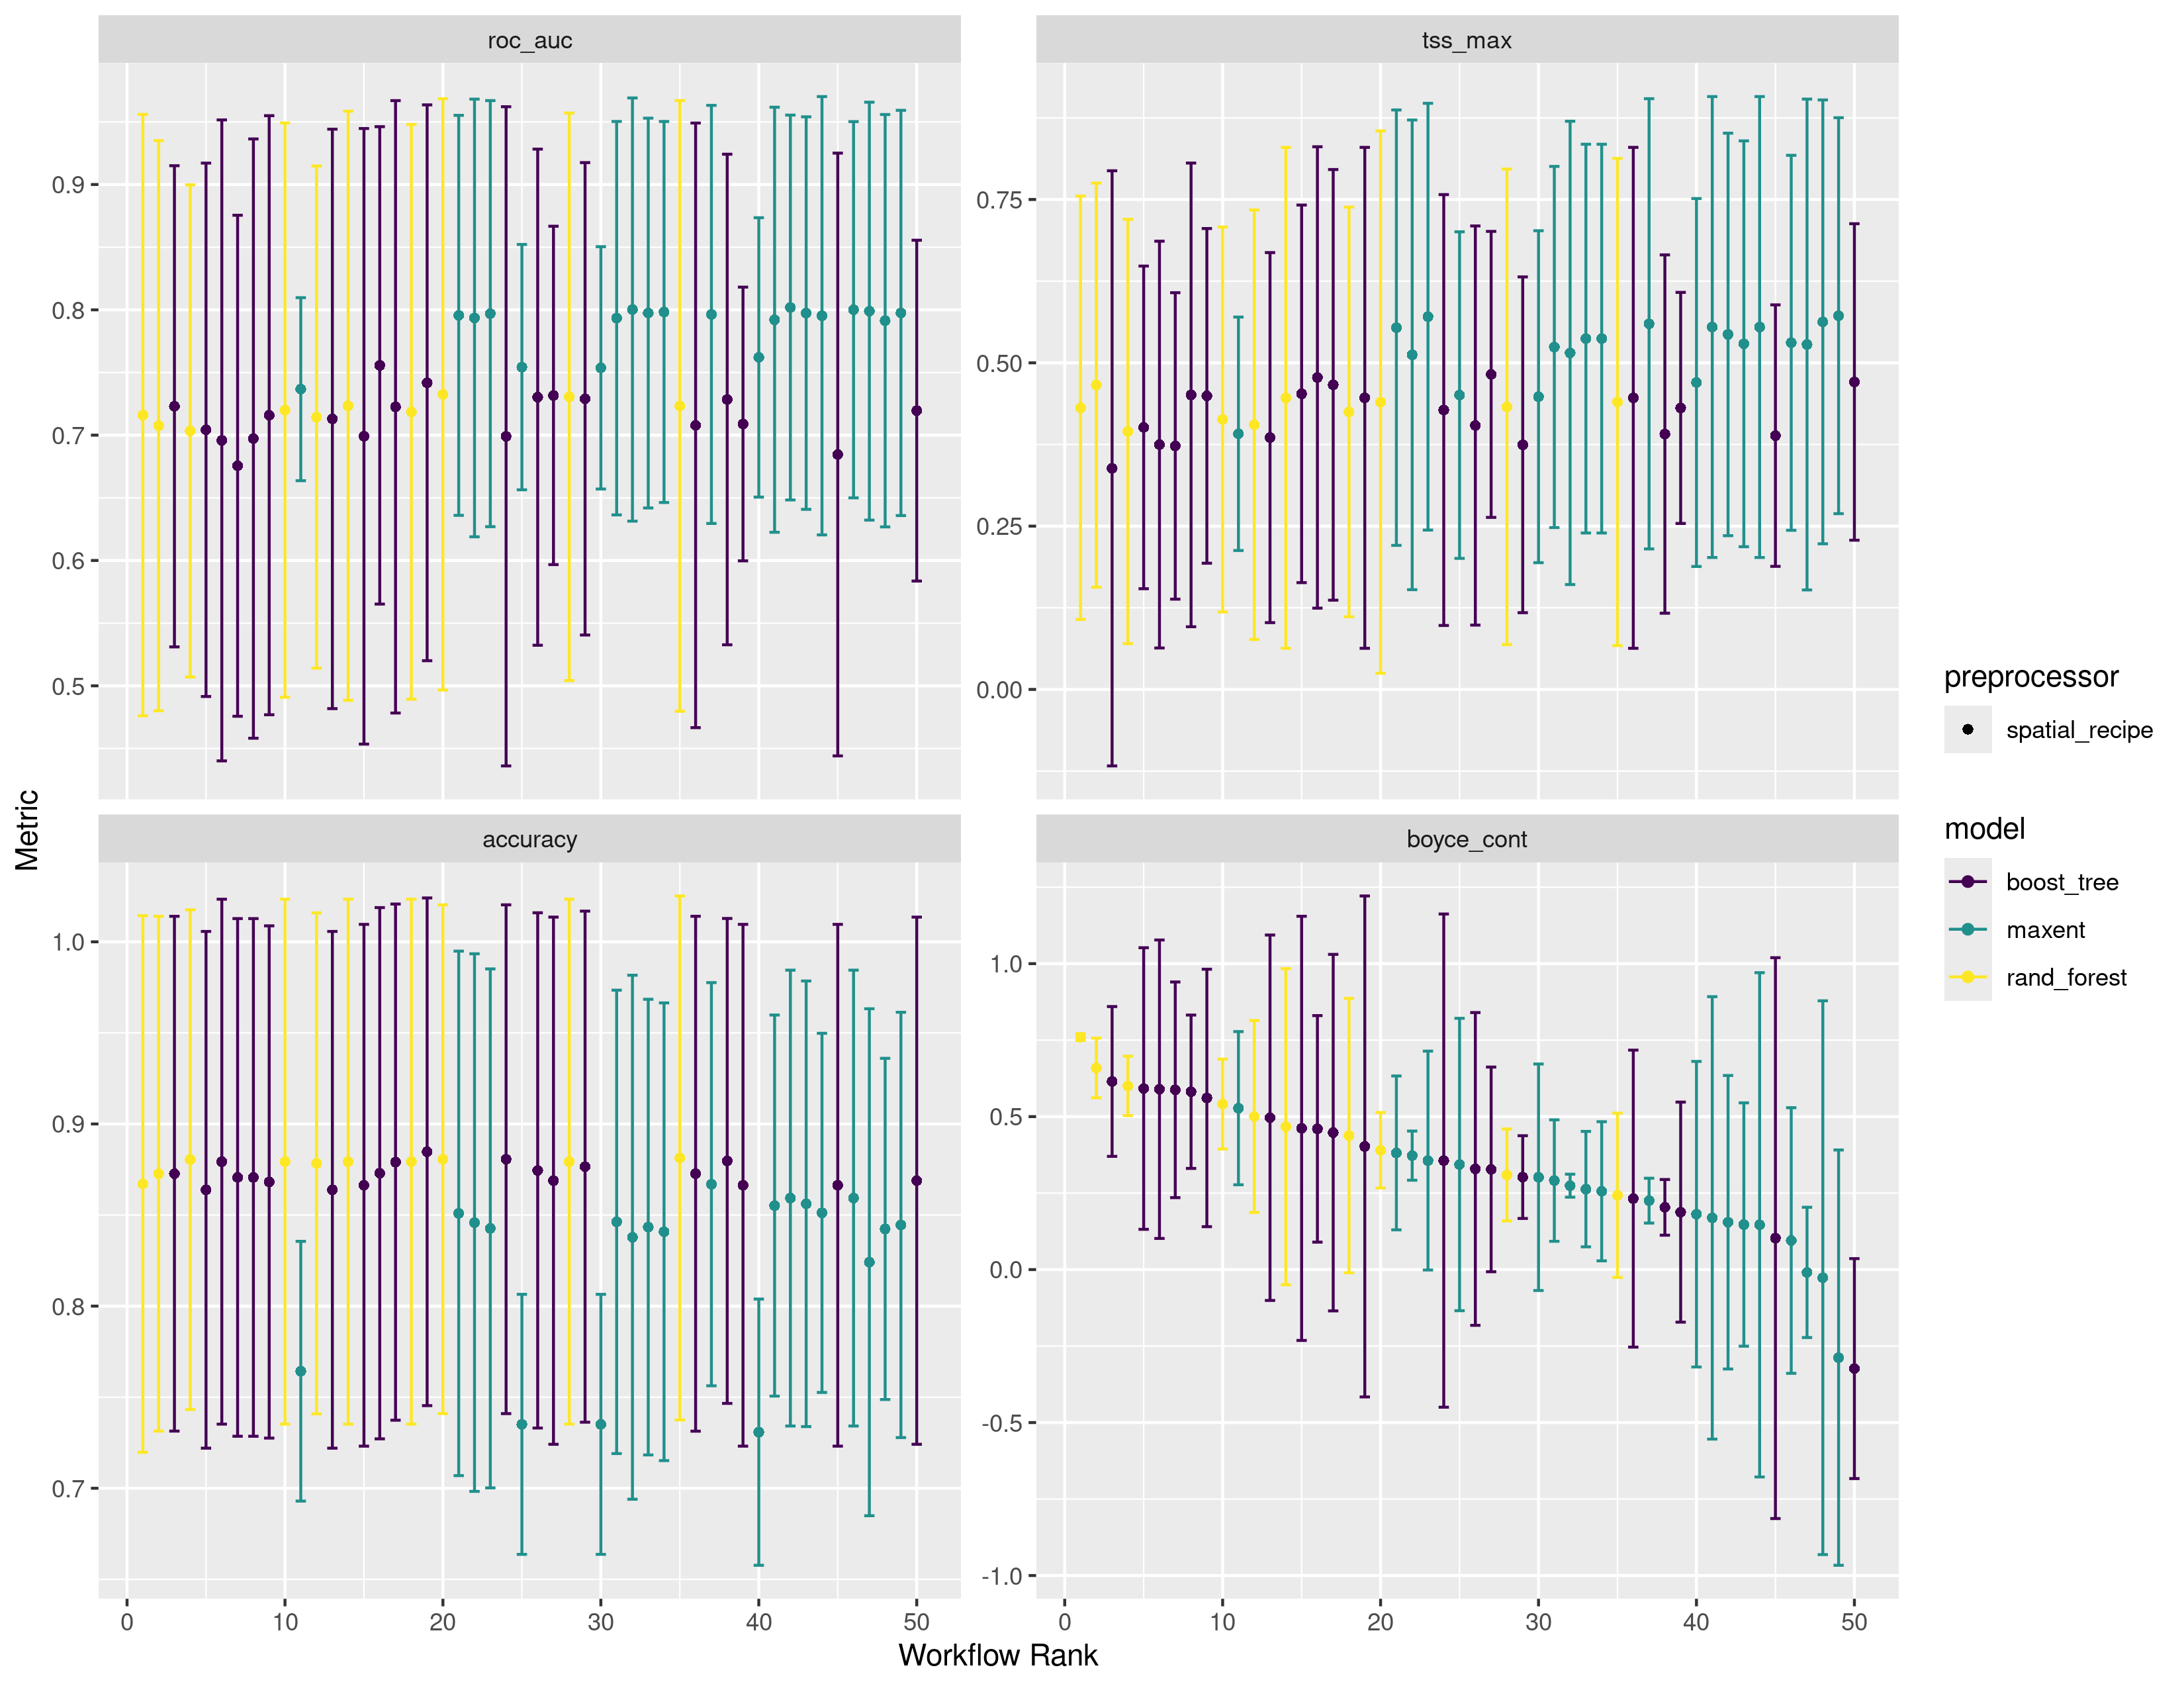 roc_auc
tss_max
0.9
0.8
0.7
0.6
0.5
0.75
0.50
0.25
0.00
accuracy
boyce_cont
1.0
0.9
0.8
0.7
1.0
0.5
0.0
-0.5
-1.0
0 10 20 30 40 50
0 10 20 30 40 50
Workflow Rank
Metric
preprocessor
spatial_recipe
model
boost_tree
maxent
rand_forest